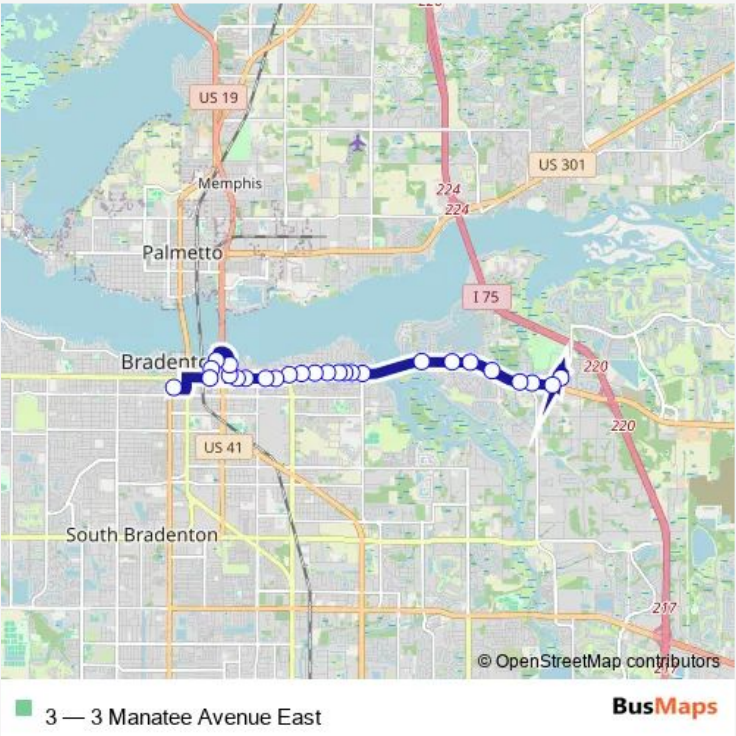 US 19
US 301
224
Memphis
224
Palmetto
I 75
Bradento
220
220
US 41
South Bradenton
217
© OpenStreetMap contributors
3 — 3 Manatee Avenue East
BusMaps